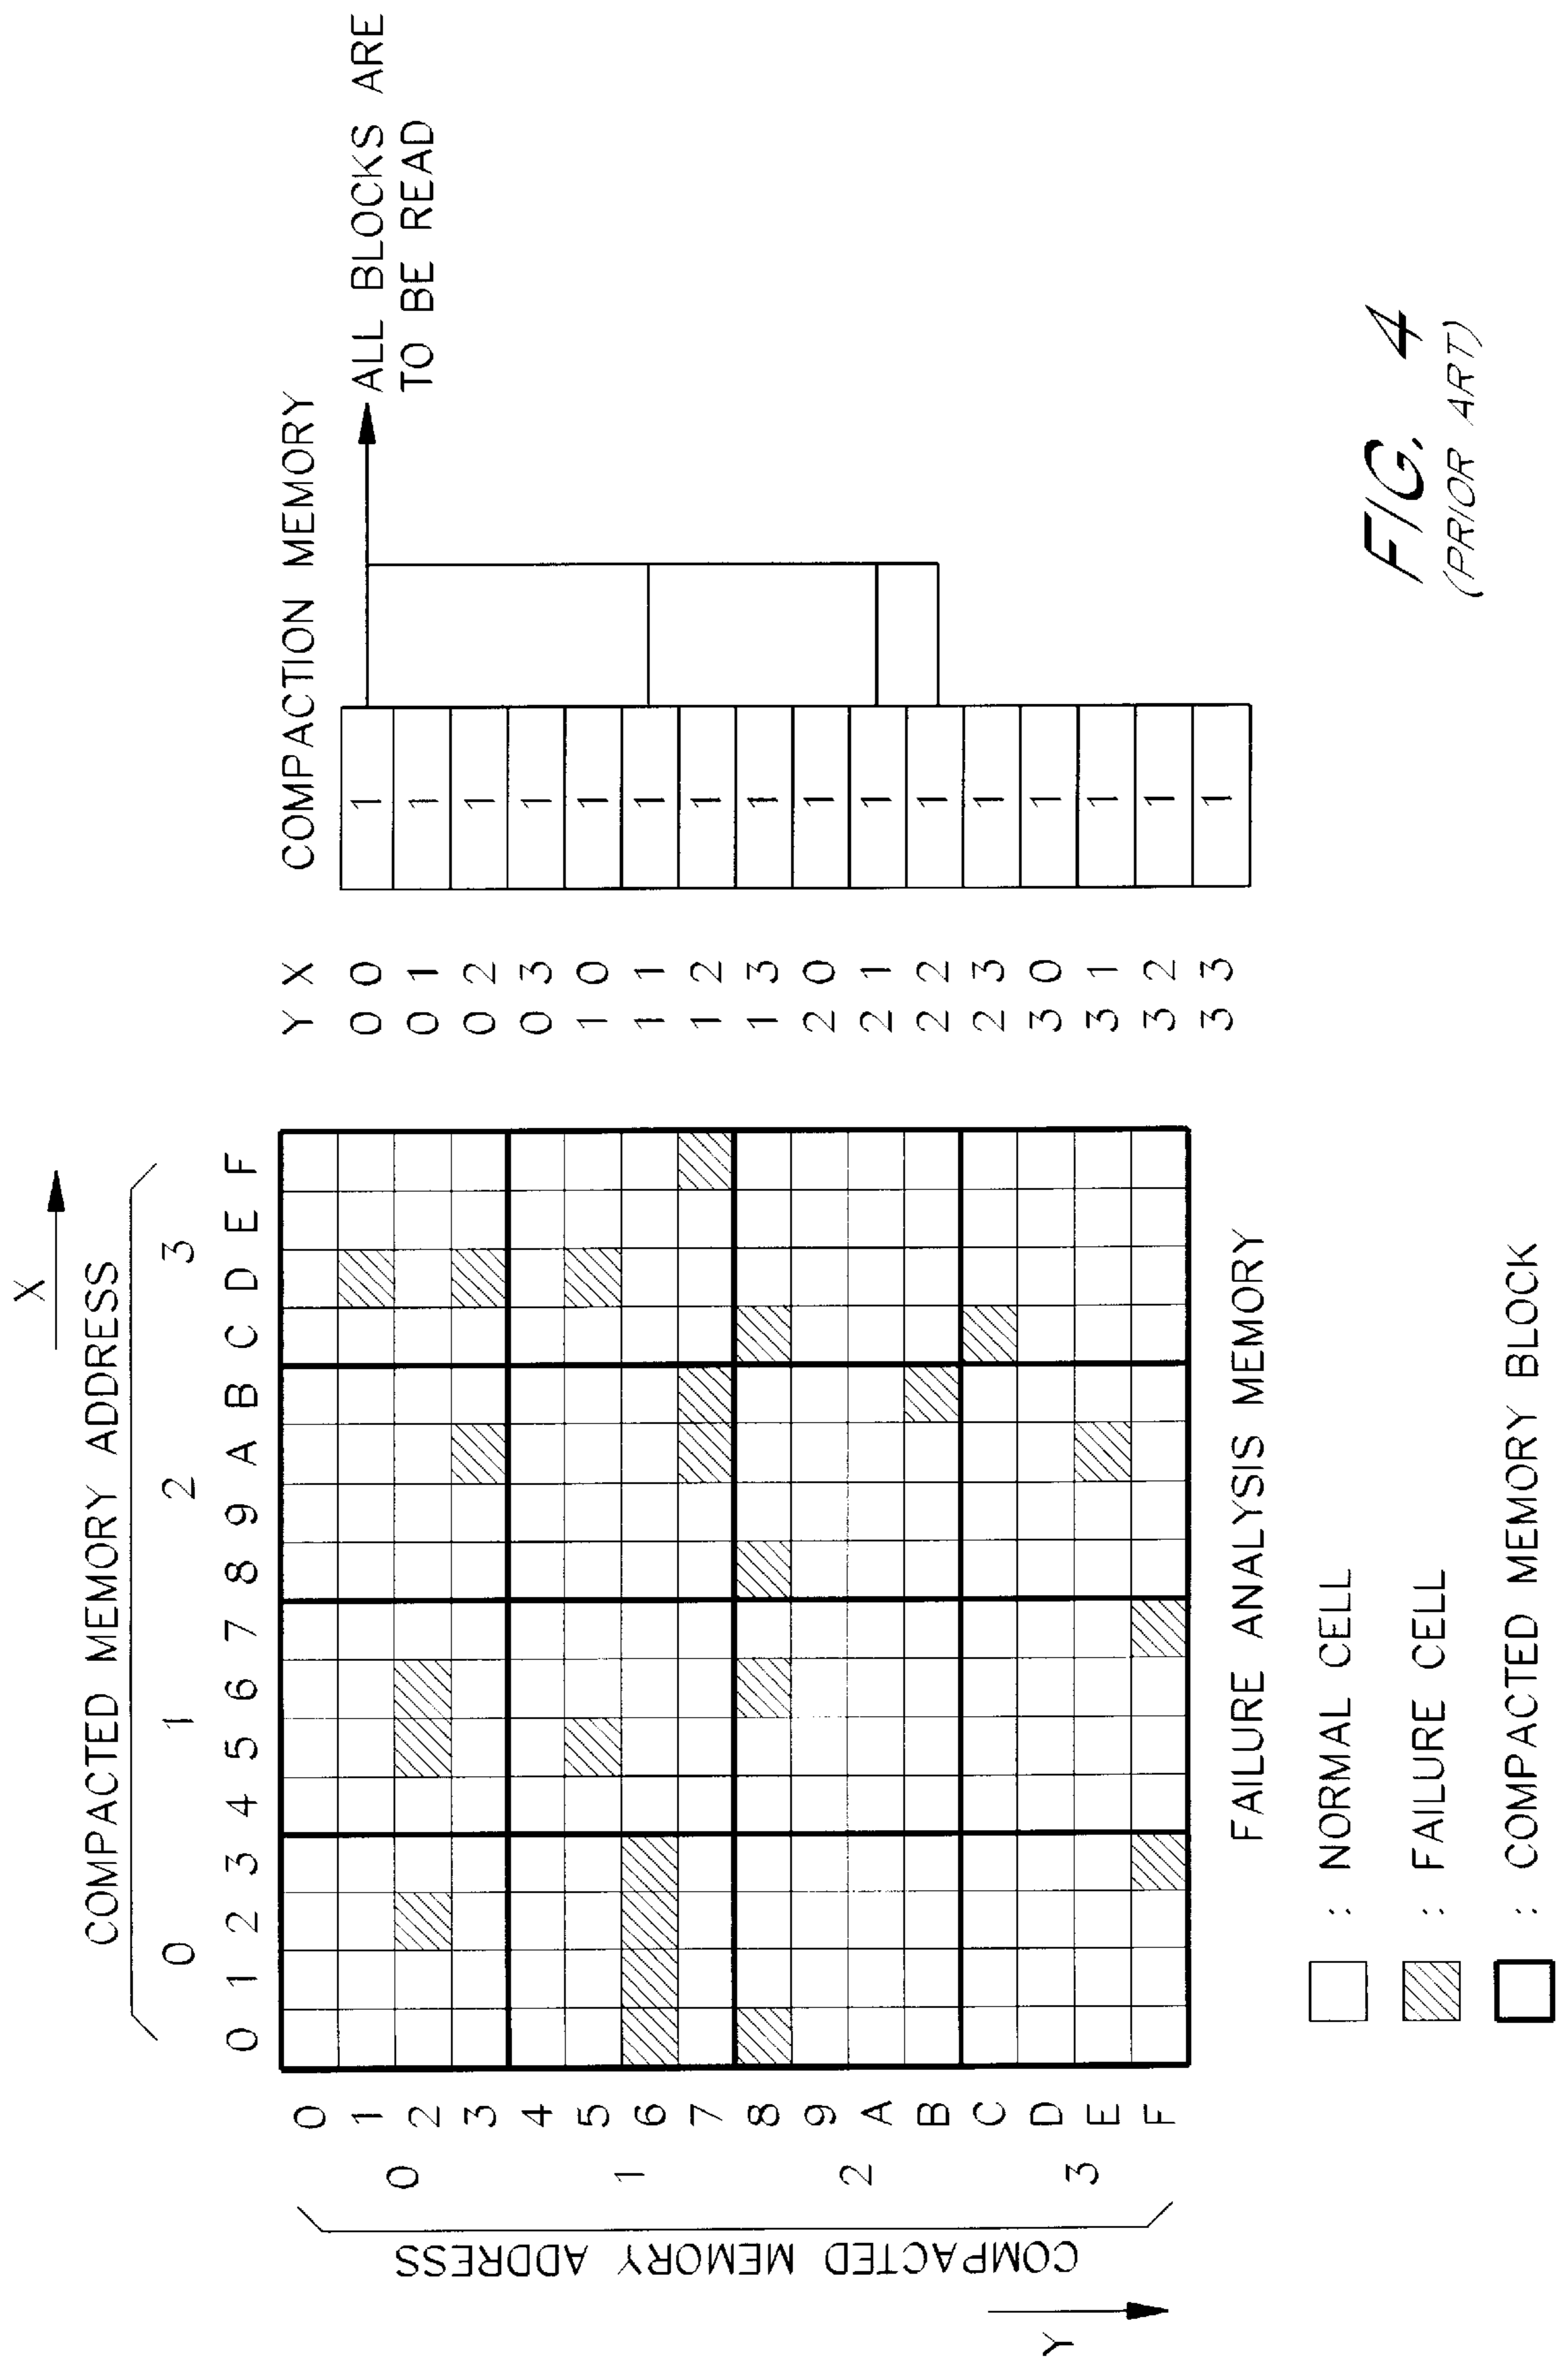 X
COMPACTED MEMORY ADDRESS
0 1 2 3
0 1 2 3 4 5 6 7 8 9 A B C D E F
COMPACTED MEMORY ADDRESS
Y
0
1
2
3
0
1
2
3
4
5
6
7
8
9
A
B
C
D
E
F
FAILURE ANALYSIS MEMORY
: NORMAL CELL
: FAILURE CELL
: COMPACTED MEMORY BLOCK
Y X COMPACTION MEMORY
0 0 1
0 1 1
0 2 1
0 3 1
1 0 1
1 1 1
1 2 1
1 3 1
2 0 1
2 1 1
2 2 1
2 3 1
3 0 1
3 1 1
3 2 1
3 3 1
ALL BLOCKS ARE
TO BE READ
FIG. 4
(PRIOR ART)